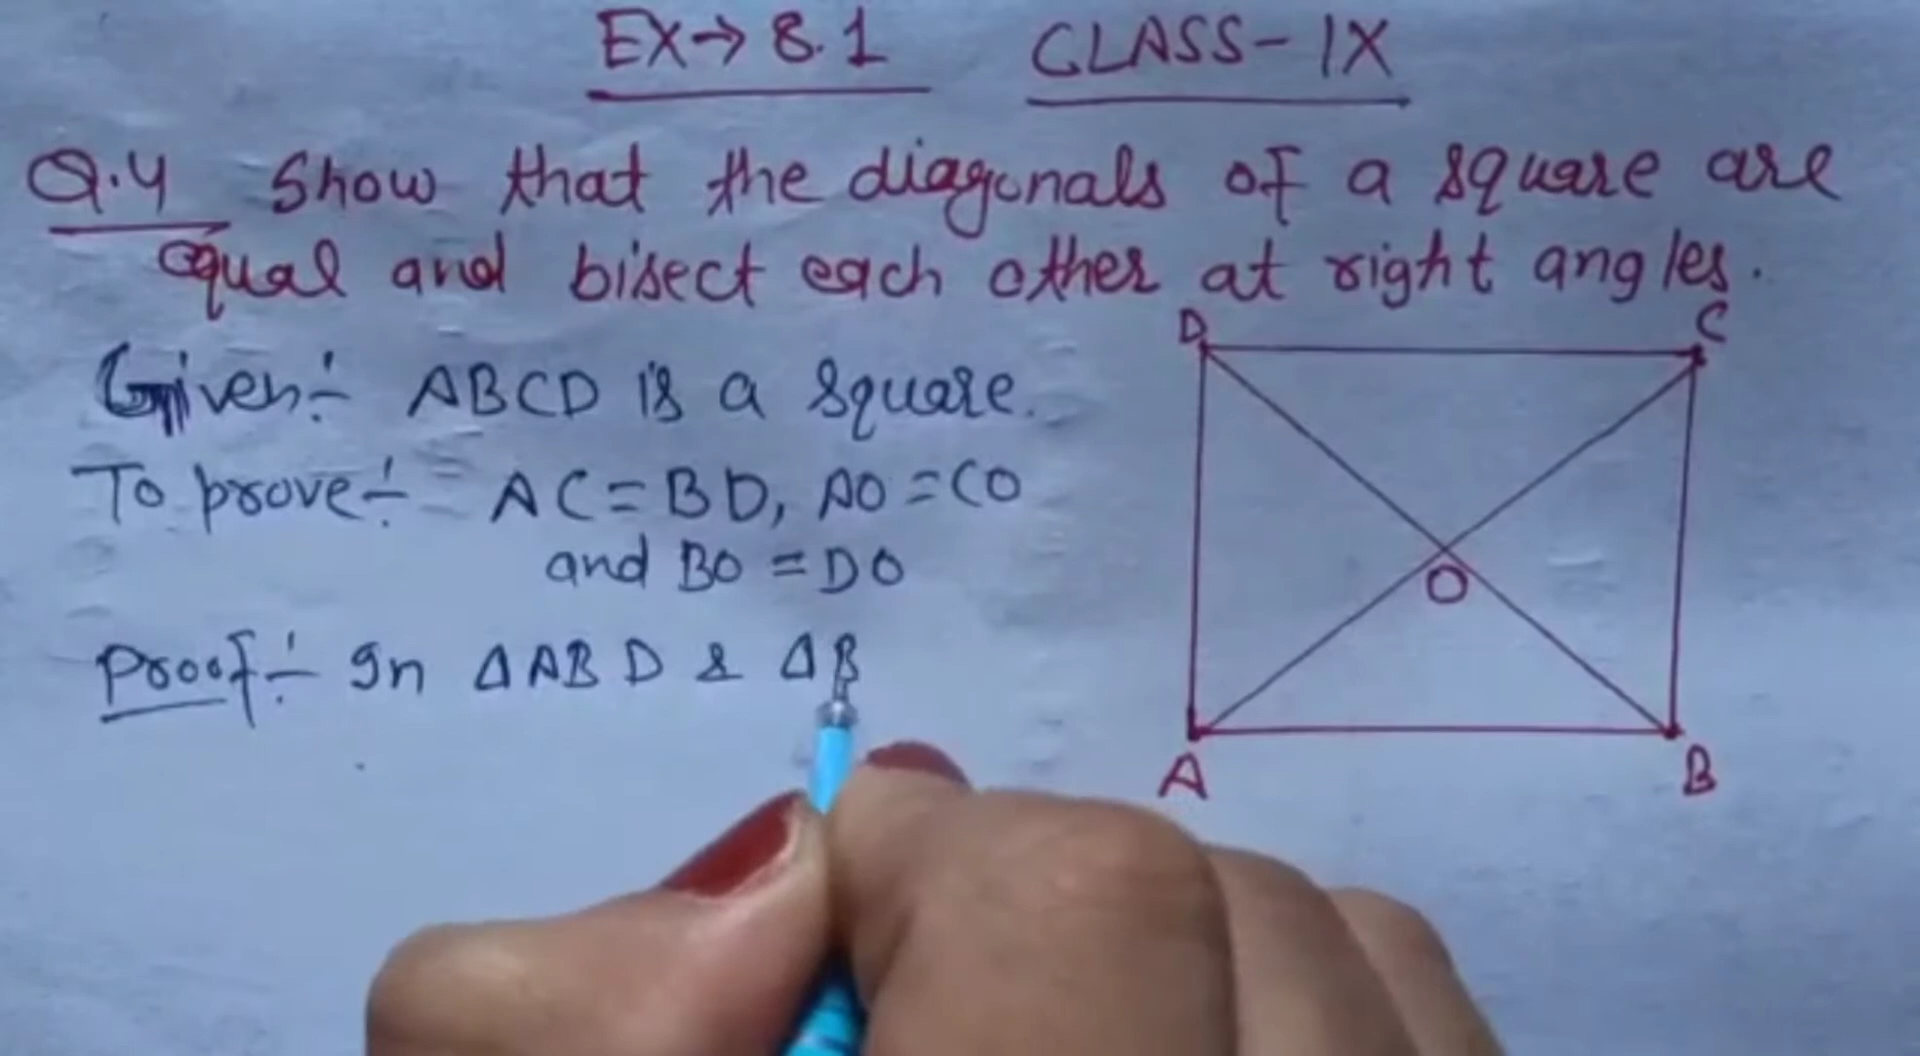 EX→ 8.1 CLASS-IX
Q.4 Show that the diagonals of a square are
equal and bisect each other at right angles.
Given:- ABCD is a square.
To prove:- AC=BD, AO=CO
and BO=DO
Proof:- In ΔABD & ΔB
D C
O
A B